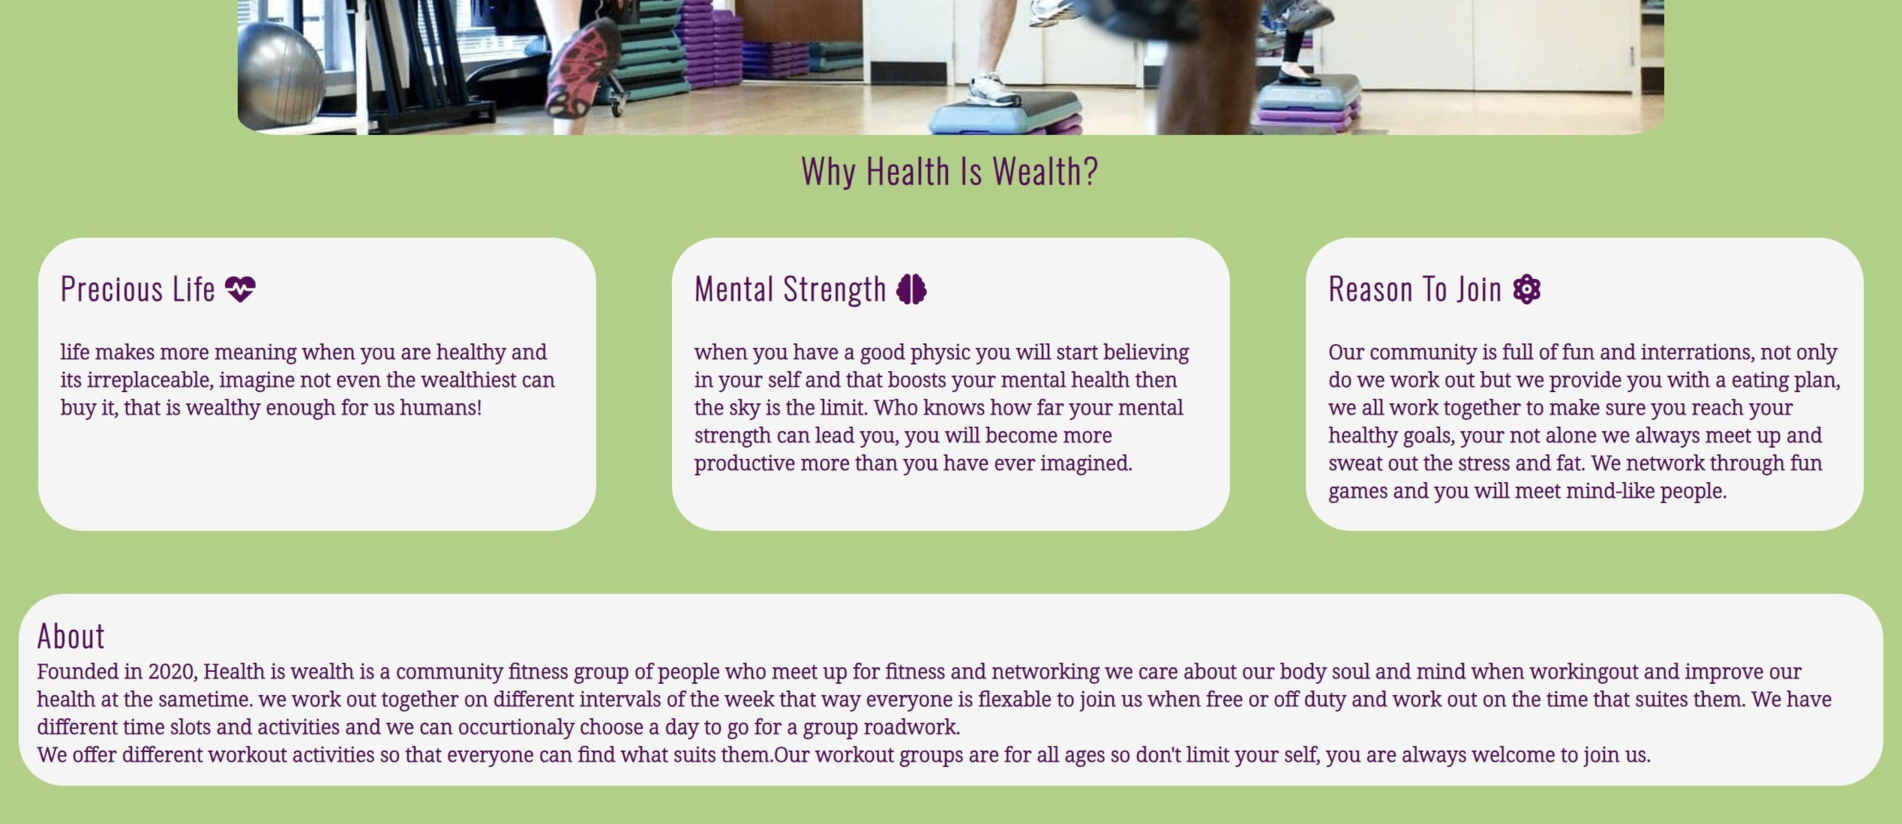 Why Health Is Wealth?
Precious Life
life makes more meaning when you are healthy and
its irreplaceable, imagine not even the wealthiest can
buy it, that is wealthy enough for us humans!
Mental Strength
when you have a good physic you will start believing
in your self and that boosts your mental health then
the sky is the limit. Who knows how far your mental
strength can lead you, you will become more
productive more than you have ever imagined.
Reason To Join
Our community is full of fun and interrations, not only
do we work out but we provide you with a eating plan,
we all work together to make sure you reach your
healthy goals, your not alone we always meet up and
sweat out the stress and fat. We network through fun
games and you will meet mind-like people.
About
Founded in 2020, Health is wealth is a community fitness group of people who meet up for fitness and networking we care about our body soul and mind when workingout and improve our
health at the sametime. we work out together on different intervals of the week that way everyone is flexable to join us when free or off duty and work out on the time that suites them. We have
different time slots and activities and we can occurtionaly choose a day to go for a group roadwork.
We offer different workout activities so that everyone can find what suits them.Our workout groups are for all ages so don't limit your self, you are always welcome to join us.